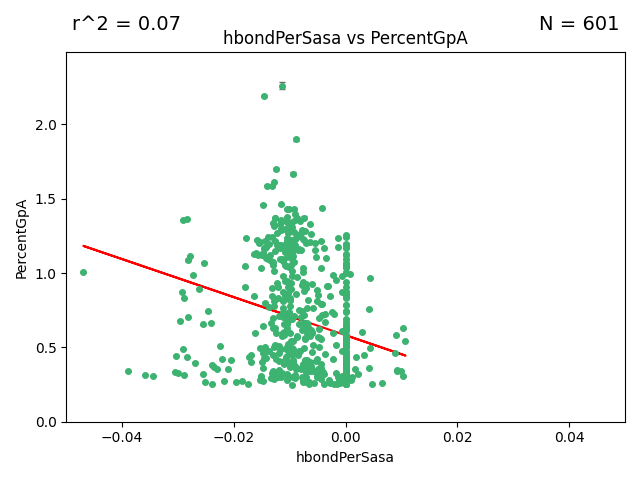 r^2 = 0.07
N = 601
hbondPerSasa vs PercentGpA
PercentGpA
2.0
1.5
1.0
0.5
0.0
−0.04
−0.02
0.00
0.02
0.04
hbondPerSasa